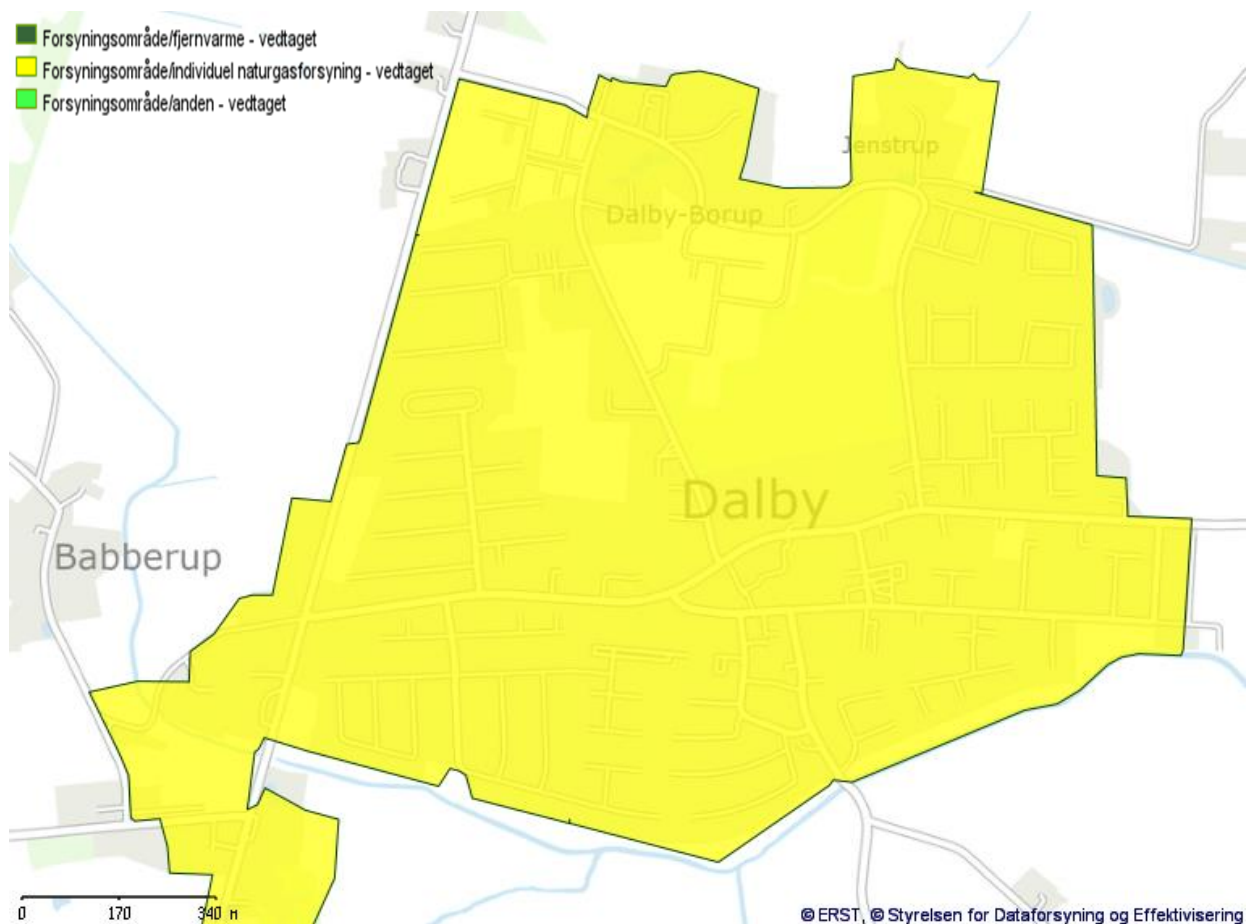 Forsyningsområde/fjernvarme - vedtaget
Forsyningsområde/individuel naturgasforsyning - vedtaget
Forsyningsområde/anden - vedtaget
Jenstrup
Dalby-Borup
Dalby
Babberup
0 170 340 M
© ERST, © Styrelsen for Dataforsyning og Effektivisering